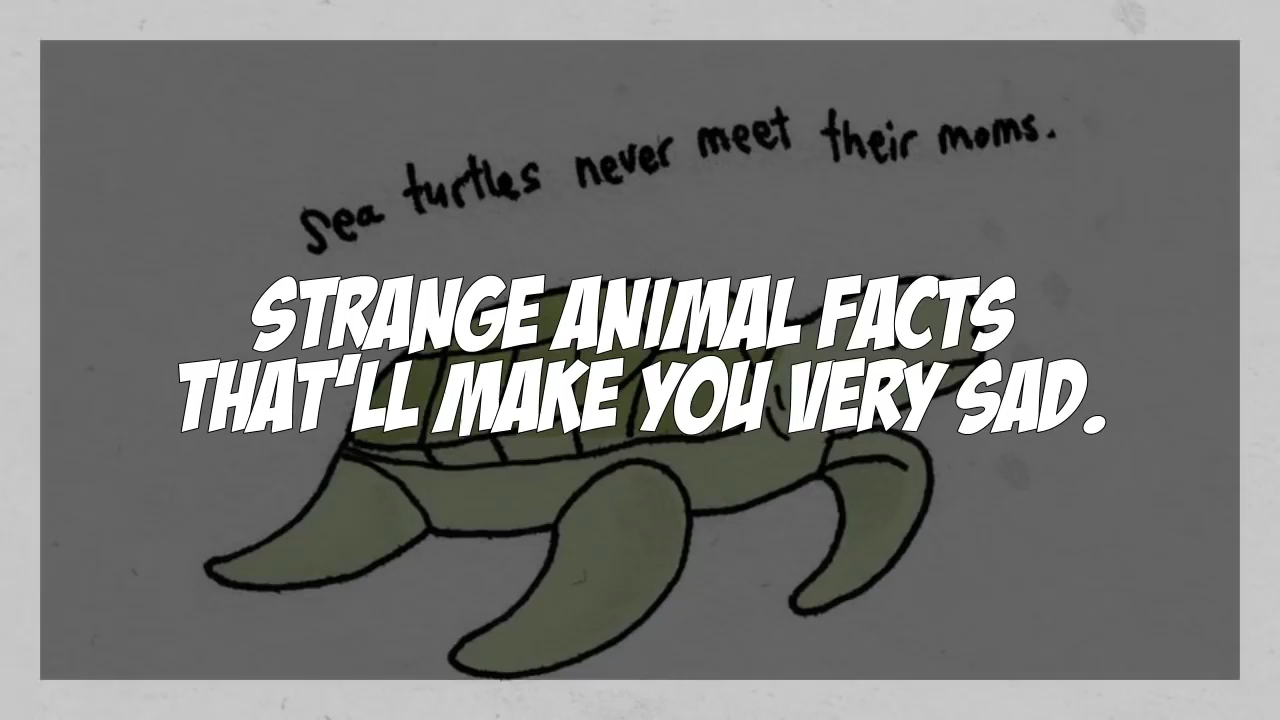 sea turtles never meet their moms.
STRANGE ANIMAL FACTS
THAT'LL MAKE YOU VERY SAD.